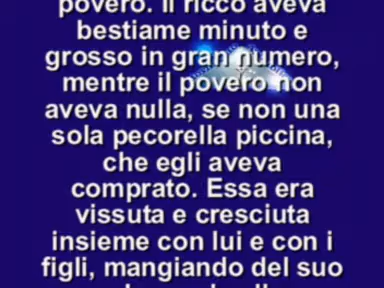 povero. Il ricco aveva
bestiame minuto e
grosso in gran numero,
mentre il povero non
aveva nulla, se non una
sola pecorella piccina,
che egli aveva
comprato. Essa era
vissuta e cresciuta
insieme con lui e con i
figli, mangiando del suo